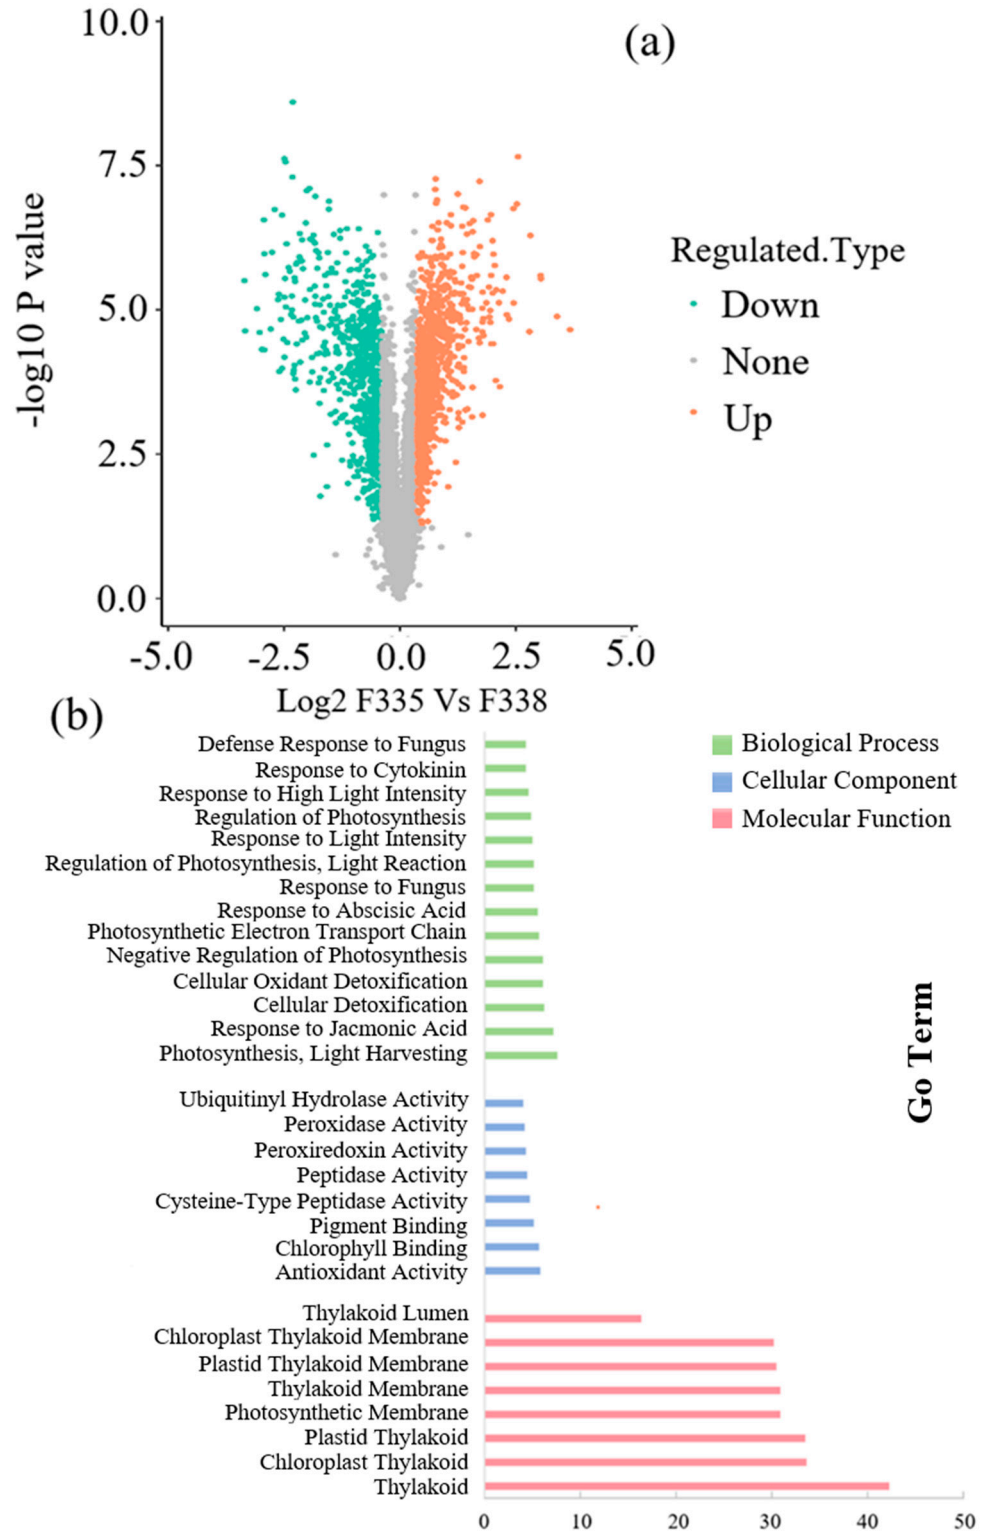 (a)
10.0
7.5
5.0
2.5
0.0
-log10 P value
-5.0 -2.5 0.0 2.5 5.0
Log2 F335 Vs F338
Regulated.Type
Down
None
Up
(b)
Defense Response to Fungus
Response to Cytokinin
Response to High Light Intensity
Regulation of Photosynthesis
Response to Light Intensity
Regulation of Photosynthesis, Light Reaction
Response to Fungus
Response to Abscisic Acid
Photosynthetic Electron Transport Chain
Negative Regulation of Photosynthesis
Cellular Oxidant Detoxification
Cellular Detoxification
Response to Jacmonic Acid
Photosynthesis, Light Harvesting
Ubiquitinyl Hydrolase Activity
Peroxidase Activity
Peroxiredoxin Activity
Peptidase Activity
Cysteine-Type Peptidase Activity
Pigment Binding
Chlorophyll Binding
Antioxidant Activity
Thylakoid Lumen
Chloroplast Thylakoid Membrane
Plastid Thylakoid Membrane
Thylakoid Membrane
Photosynthetic Membrane
Plastid Thylakoid
Chloroplast Thylakoid
Thylakoid
0 10 20 30 40 50
Biological Process
Cellular Component
Molecular Function
Go Term